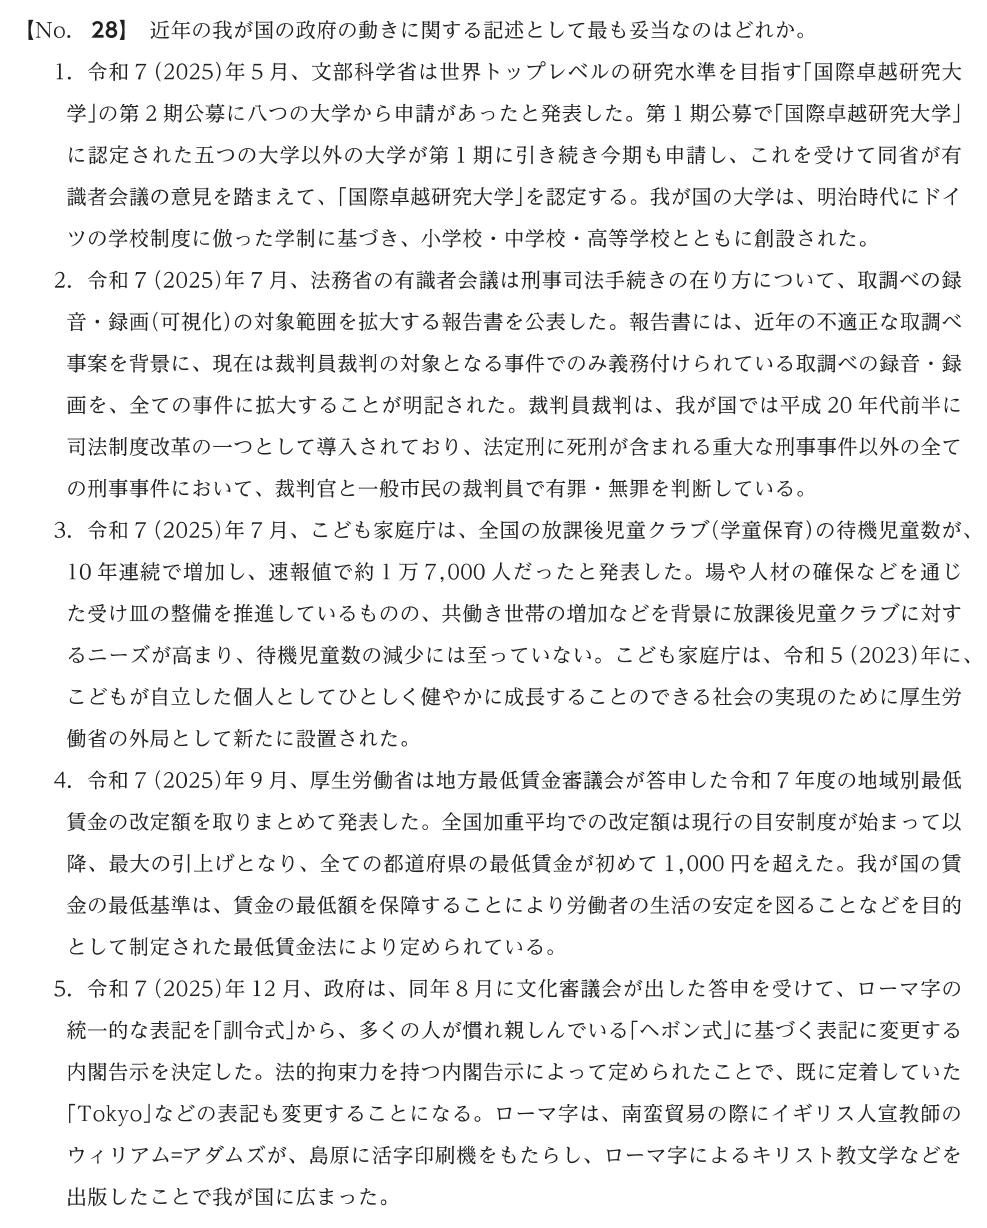 【No. 28】 近年の我が国の政府の動きに関する記述として最も妥当なのはどれか。
1. 令和7(2025)年5月、文部科学省は世界トップレベルの研究水準を目指す「国際卓越研究大
学」の第2期公募に八つの大学から申請があったと発表した。第1期公募で「国際卓越研究大学」
に認定された五つの大学以外の大学が第1期に引き続き今期も申請し、これを受けて同省が有
識者会議の意見を踏まえて、「国際卓越研究大学」を認定する。我が国の大学は、明治時代にドイ
ツの学校制度に倣った学制に基づき、小学校・中学校・高等学校とともに創設された。
2. 令和7(2025)年7月、法務省の有識者会議は刑事司法手続きの在り方について、取調べの録
音・録画(可視化)の対象範囲を拡大する報告書を公表した。報告書には、近年の不適正な取調べ
事案を背景に、現在は裁判員裁判の対象となる事件でのみ義務付けられている取調べの録音・録
画を、全ての事件に拡大することが明記された。裁判員裁判は、我が国では平成20年代前半に
司法制度改革の一つとして導入されており、法定刑に死刑が含まれる重大な刑事事件以外の全て
の刑事事件において、裁判官と一般市民の裁判員で有罪・無罪を判断している。
3. 令和7(2025)年7月、こども家庭庁は、全国の放課後児童クラブ(学童保育)の待機児童数が、
10年連続で増加し、速報値で約1万7,000人だったと発表した。場や人材の確保などを通じ
た受け皿の整備を推進しているものの、共働き世帯の増加などを背景に放課後児童クラブに対す
るニーズが高まり、待機児童数の減少には至っていない。こども家庭庁は、令和5(2023)年に、
こどもが自立した個人としてひとしく健やかに成長することのできる社会の実現のために厚生労
働省の外局として新たに設置された。
4. 令和7(2025)年9月、厚生労働省は地方最低賃金審議会が答申した令和7年度の地域別最低
賃金の改定額を取りまとめて発表した。全国加重平均での改定額は現行の目安制度が始まって以
降、最大の引上げとなり、全ての都道府県の最低賃金が初めて1,000円を超えた。我が国の賃
金の最低基準は、賃金の最低額を保障することにより労働者の生活の安定を図ることなどを目的
として制定された最低賃金法により定められている。
5. 令和7(2025)年12月、政府は、同年8月に文化審議会が出した答申を受けて、ローマ字の
統一的な表記を「訓令式」から、多くの人が慣れ親しんでいる「ヘボン式」に基づく表記に変更する
内閣告示を決定した。法的拘束力を持つ内閣告示によって定められたことで、既に定着していた
「Tokyo」などの表記も変更することになる。ローマ字は、南蛮貿易の際にイギリス人宣教師の
ウィリアム=アダムズが、島原に活字印刷機をもたらし、ローマ字によるキリスト教文学などを
出版したことで我が国に広まった。